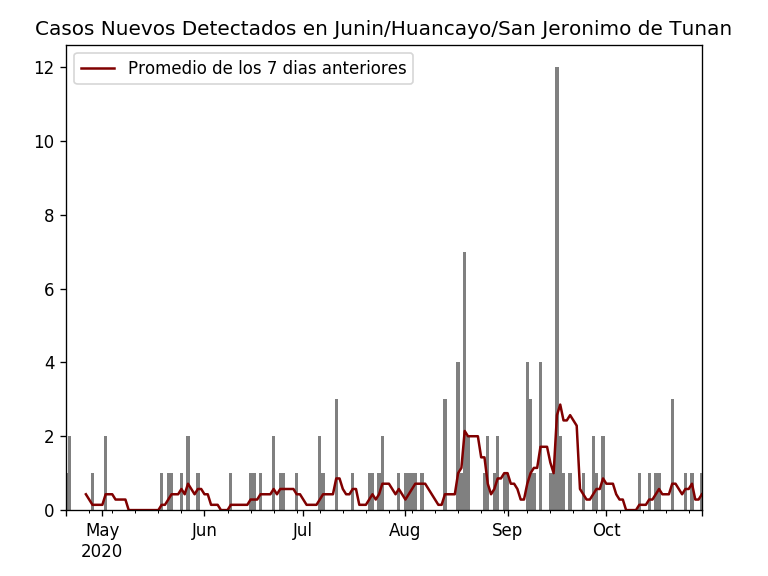 Casos Nuevos Detectados en Junin/Huancayo/San Jeronimo de Tunan
Promedio de los 7 dias anteriores
12
10
8
6
4
2
0
May Jun Jul Aug Sep Oct
2020